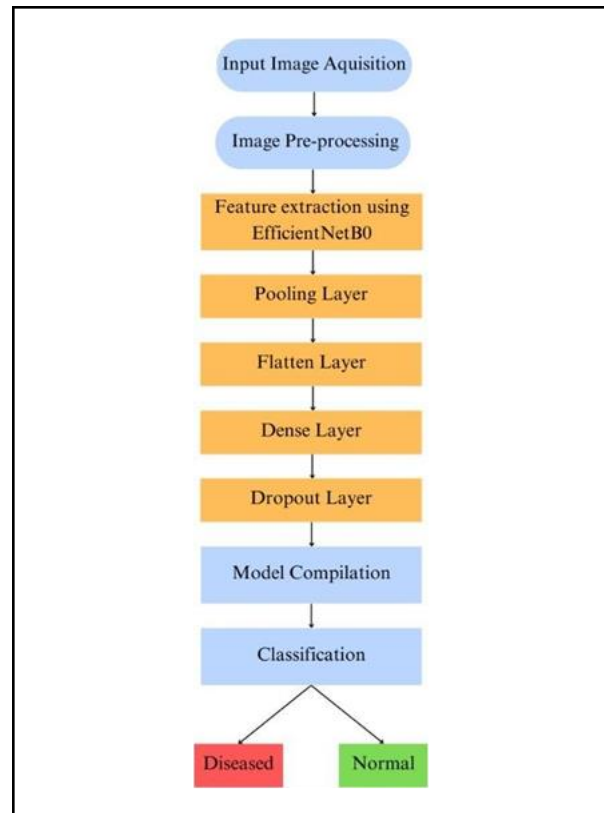 Input Image Aquisition
Image Pre-processing
Feature extraction using
EfficientNetB0
Pooling Layer
Flatten Layer
Dense Layer
Dropout Layer
Model Compilation
Classification
Diseased
Normal